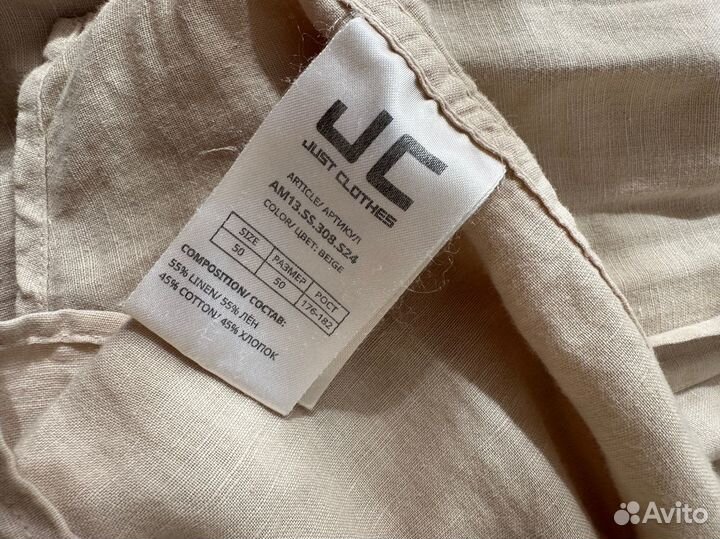 JC
JUST CLOTHES
ARTICLE/ АРТИКУЛ
AM13.SS.308.S24
COLOR/ ЦВЕТ: BEIGE
SIZE РАЗМЕР РОСТ
50 50 176-182
COMPOSITION/ СОСТАВ:
55% LINEN/ 55% ЛЁН
45% COTTON/ 45% ХЛОПОК
Avito